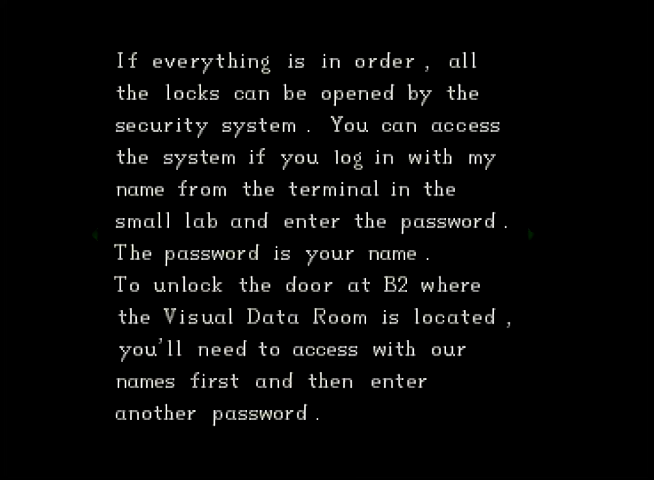 If everything is in order, all
the locks can be opened by the
security system. You can access
the system if you log in with my
name from the terminal in the
small lab and enter the password.
The password is your name.
To unlock the door at B2 where
the Visual Data Room is located,
you'll need to access with our
names first and then enter
another password.